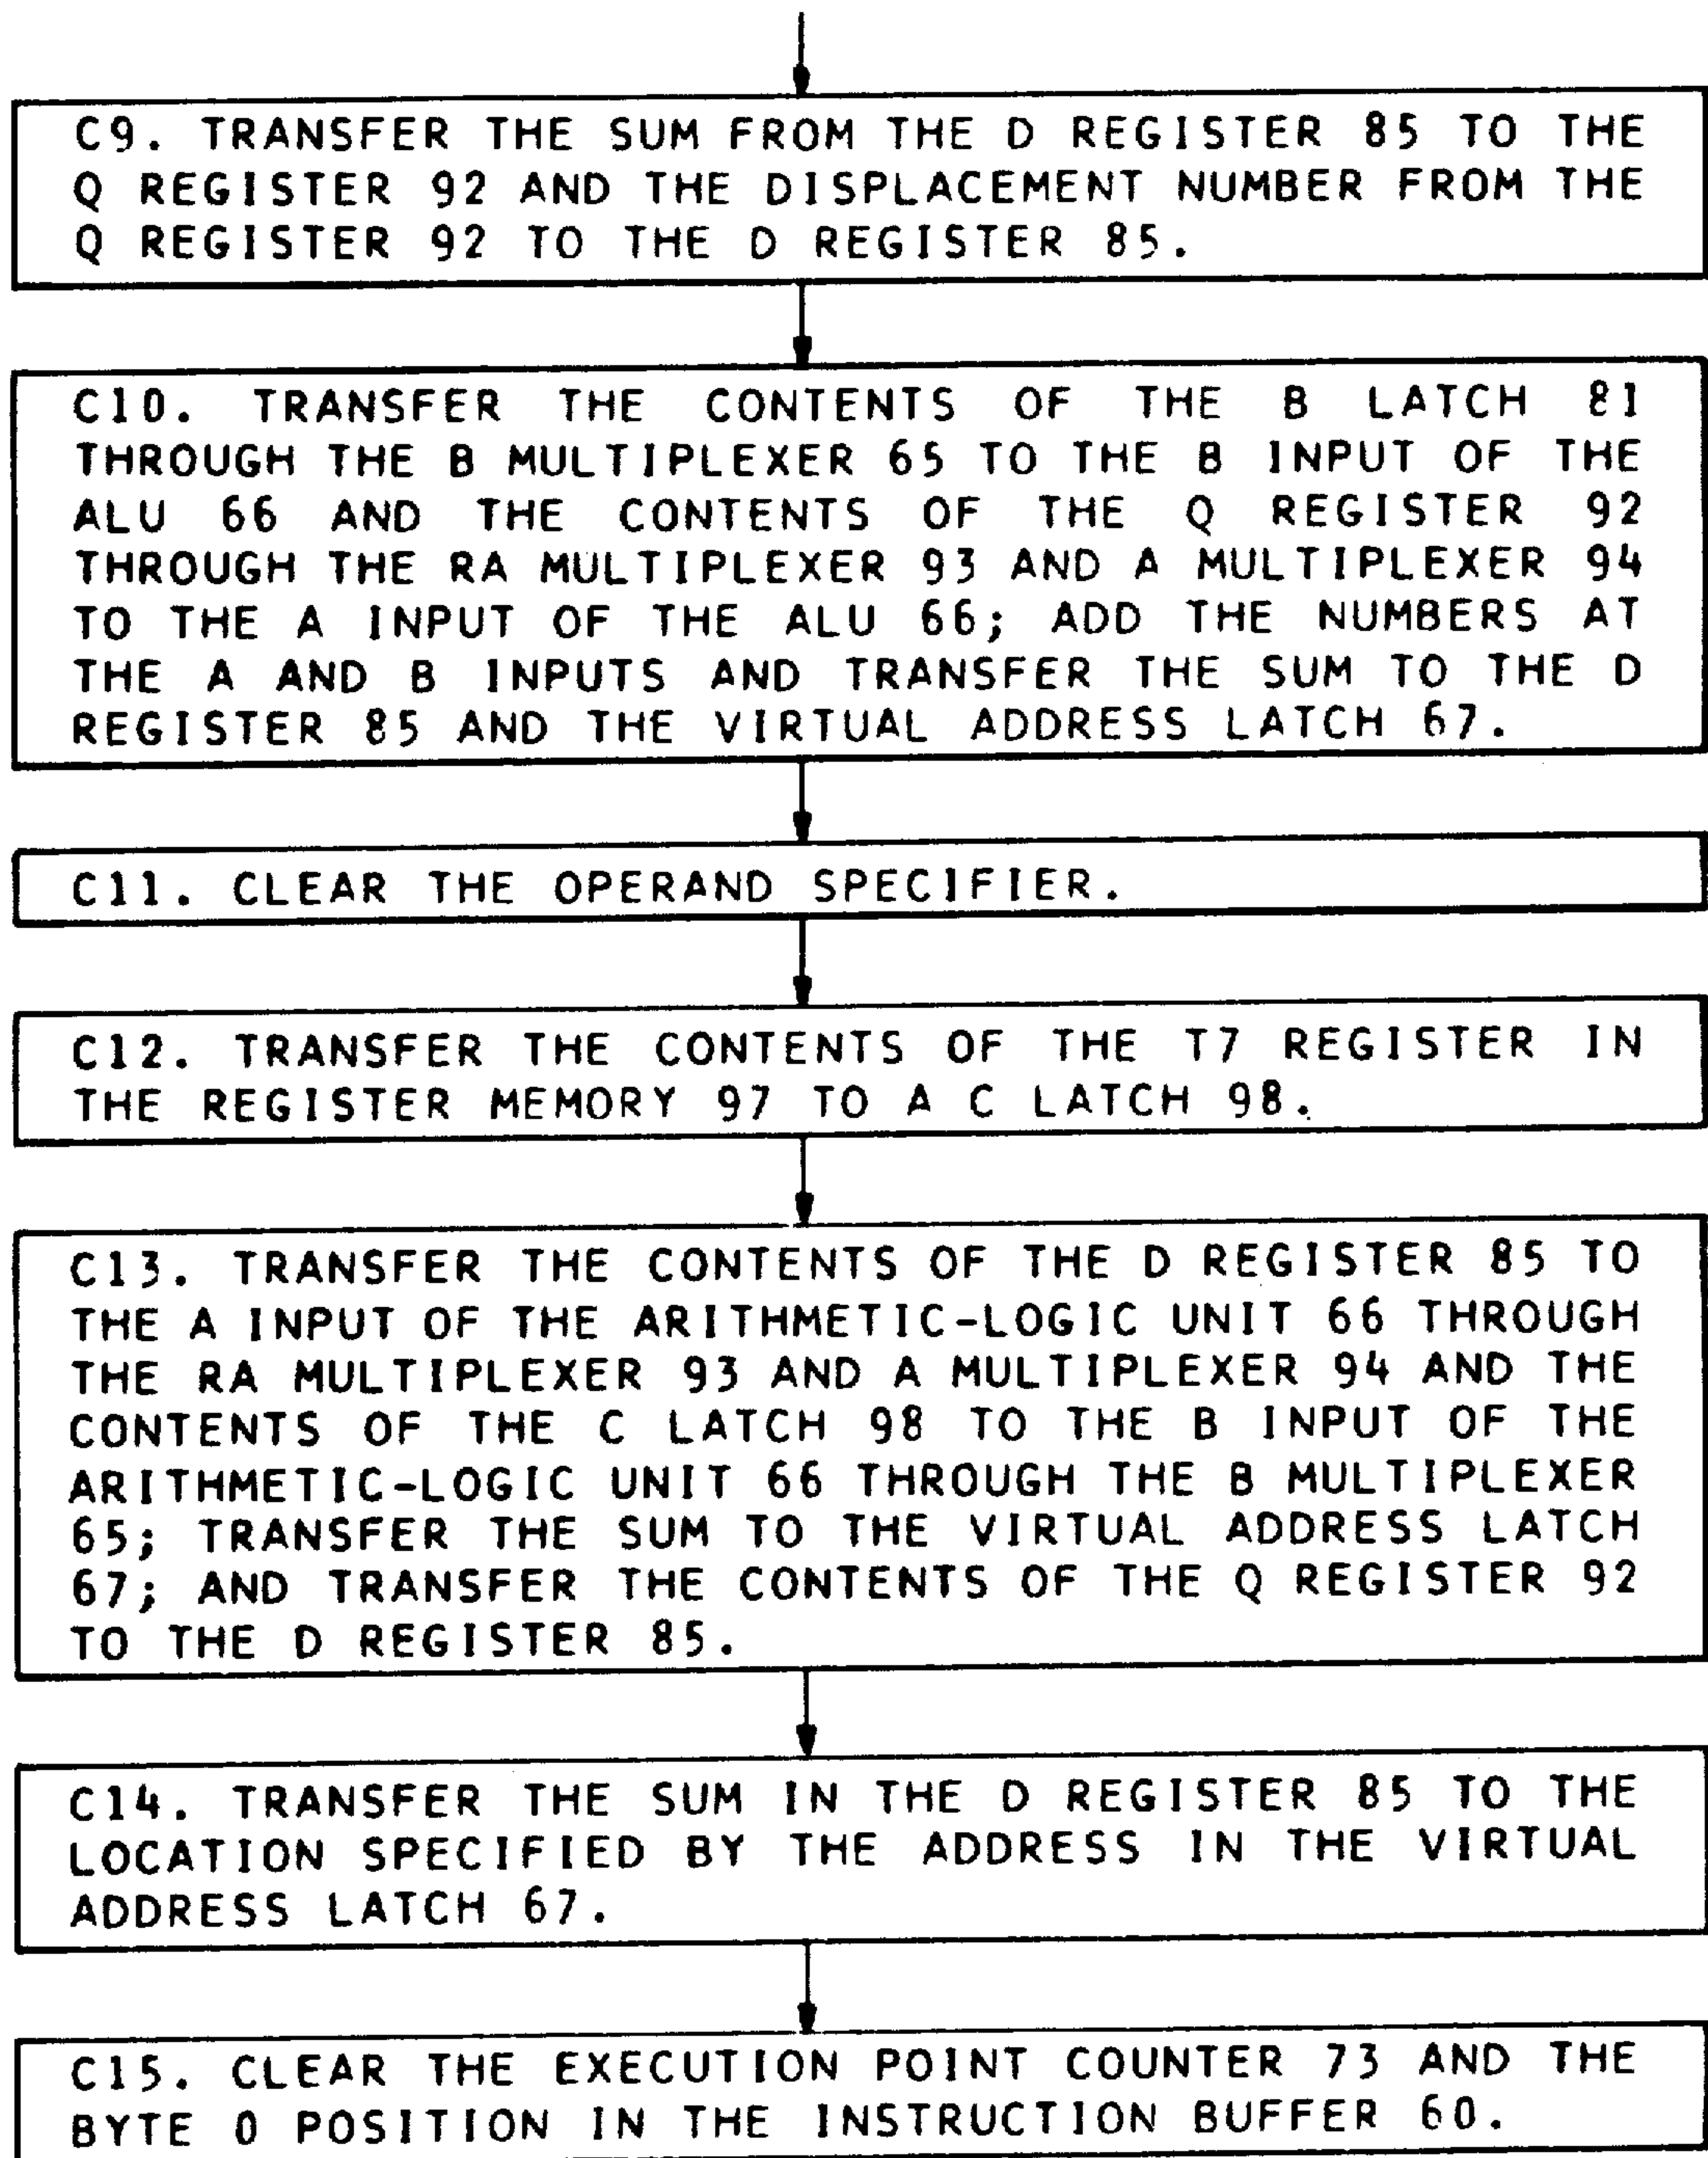 C9. TRANSFER THE SUM FROM THE D REGISTER 85 TO THE
Q REGISTER 92 AND THE DISPLACEMENT NUMBER FROM THE
Q REGISTER 92 TO THE D REGISTER 85.
C10. TRANSFER THE CONTENTS OF THE B LATCH 81
THROUGH THE B MULTIPLEXER 65 TO THE B INPUT OF THE
ALU 66 AND THE CONTENTS OF THE Q REGISTER 92
THROUGH THE RA MULTIPLEXER 93 AND A MULTIPLEXER 94
TO THE A INPUT OF THE ALU 66; ADD THE NUMBERS AT
THE A AND B INPUTS AND TRANSFER THE SUM TO THE D
REGISTER 85 AND THE VIRTUAL ADDRESS LATCH 67.
C11. CLEAR THE OPERAND SPECIFIER.
C12. TRANSFER THE CONTENTS OF THE T7 REGISTER IN
THE REGISTER MEMORY 97 TO A C LATCH 98.
C13. TRANSFER THE CONTENTS OF THE D REGISTER 85 TO
THE A INPUT OF THE ARITHMETIC-LOGIC UNIT 66 THROUGH
THE RA MULTIPLEXER 93 AND A MULTIPLEXER 94 AND THE
CONTENTS OF THE C LATCH 98 TO THE B INPUT OF THE
ARITHMETIC-LOGIC UNIT 66 THROUGH THE B MULTIPLEXER
65; TRANSFER THE SUM TO THE VIRTUAL ADDRESS LATCH
67; AND TRANSFER THE CONTENTS OF THE Q REGISTER 92
TO THE D REGISTER 85.
C14. TRANSFER THE SUM IN THE D REGISTER 85 TO THE
LOCATION SPECIFIED BY THE ADDRESS IN THE VIRTUAL
ADDRESS LATCH 67.
C15. CLEAR THE EXECUTION POINT COUNTER 73 AND THE
BYTE 0 POSITION IN THE INSTRUCTION BUFFER 60.